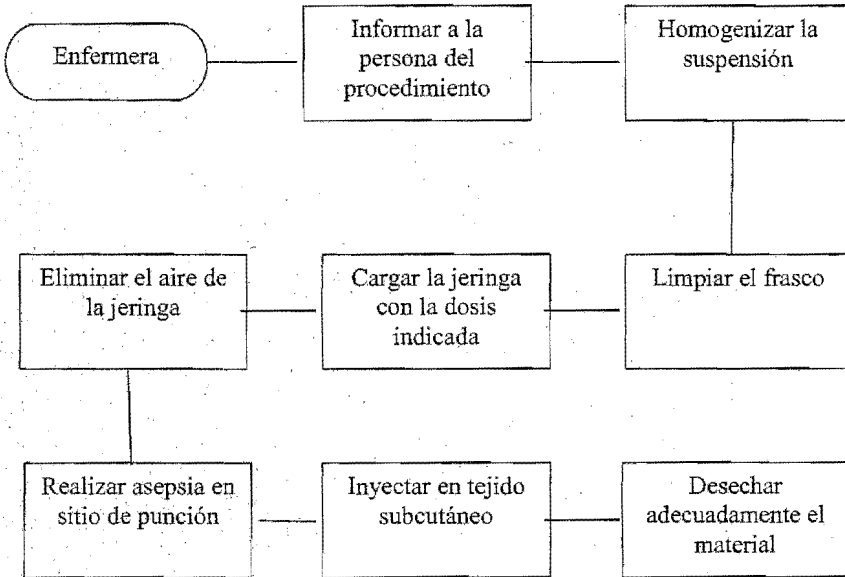 Enfermera
Informar a la
persona del
procedimiento
Homogenizar la
suspensión
Limpiar el frasco
Cargar la jeringa
con la dosis
indicada
Eliminar el aire de
la jeringa
Realizar asepsia en
sitio de punción
Inyectar en tejido
subcutáneo
Desechar
adecuadamente el
material